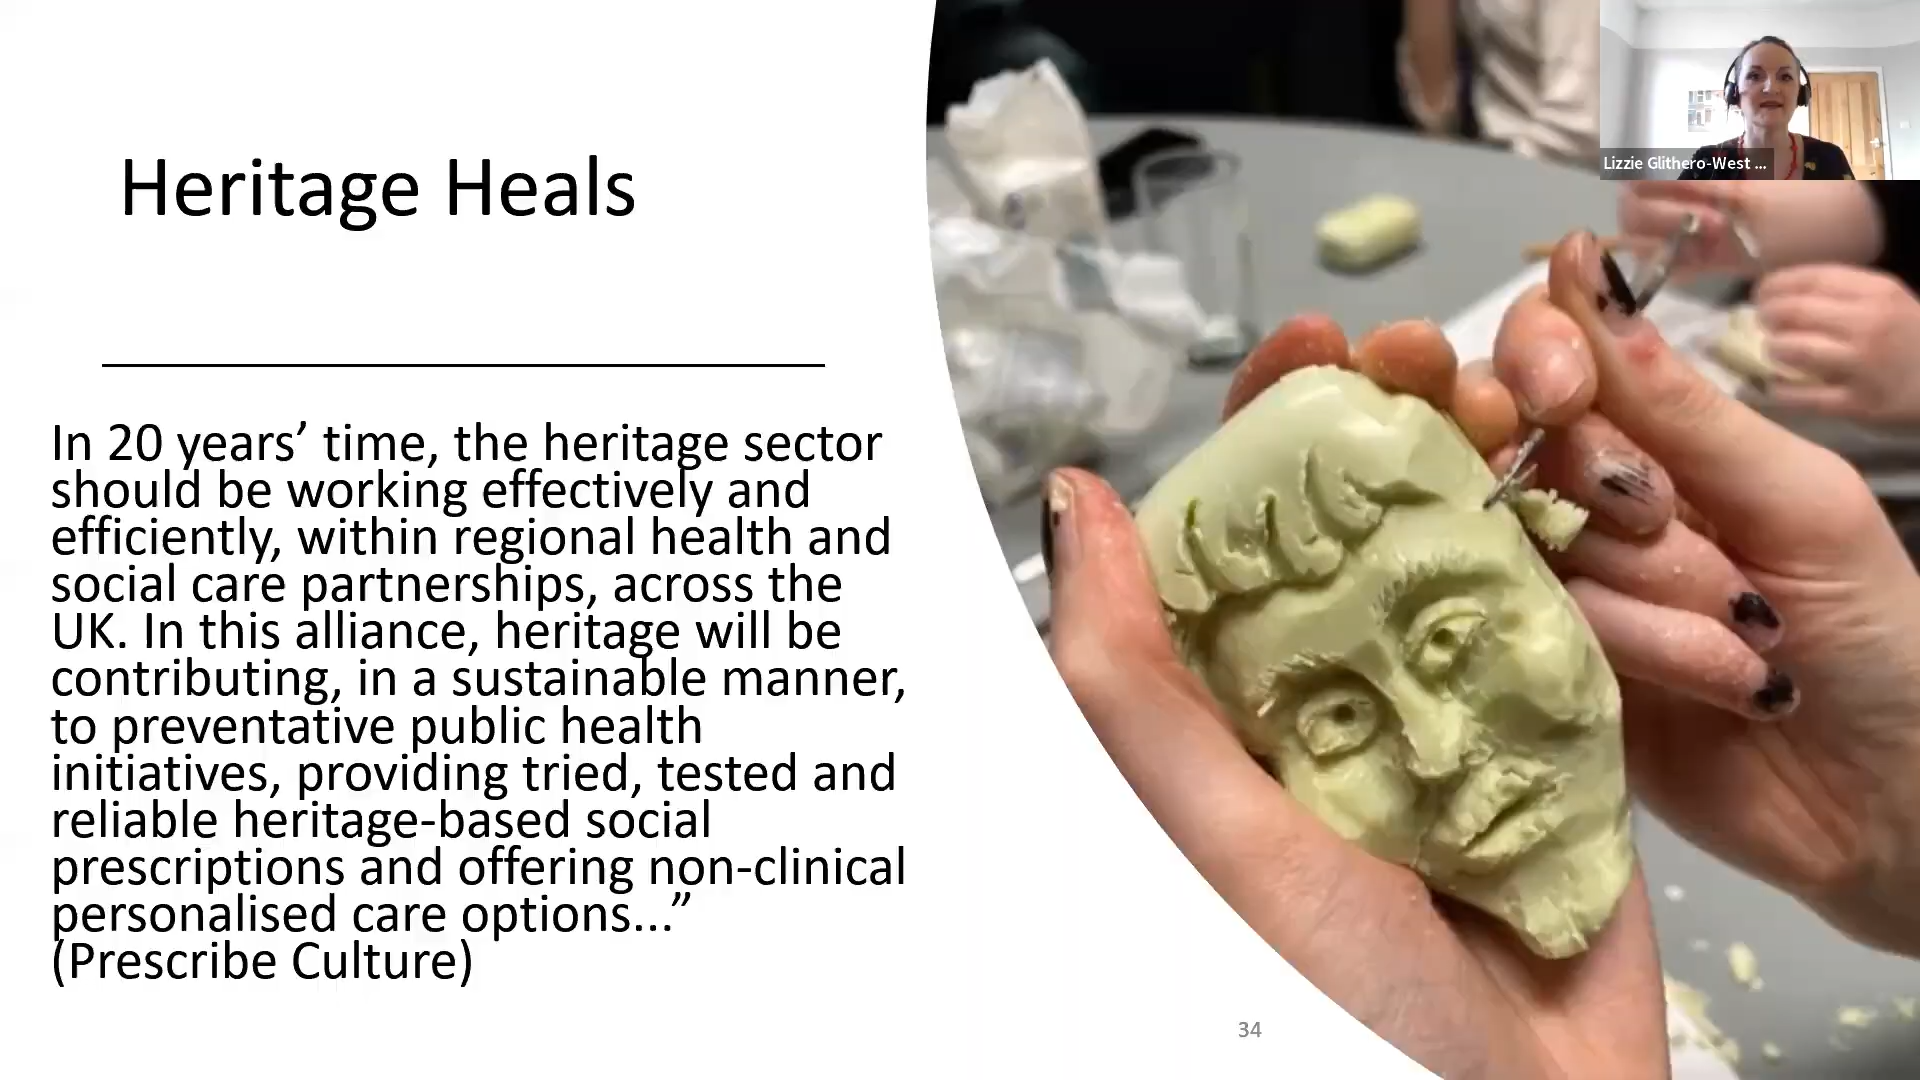 Heritage Heals
In 20 years’ time, the heritage sector
should be working effectively and
efficiently, within regional health and
social care partnerships, across the
UK. In this alliance, heritage will be
contributing, in a sustainable manner,
to preventative public health
initiatives, providing tried, tested and
reliable heritage-based social
prescriptions and offering non-clinical
personalised care options...”
(Prescribe Culture)
Lizzie Glithero-West ...
34